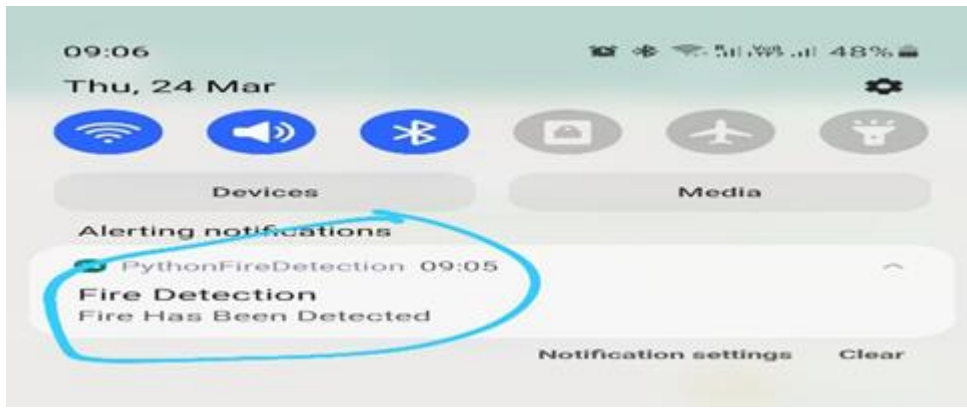 09:06
48%
Thu, 24 Mar
Devices
Media
Alerting notifications
PythonFireDetection 09:05
Fire Detection
Fire Has Been Detected
Notification settings
Clear